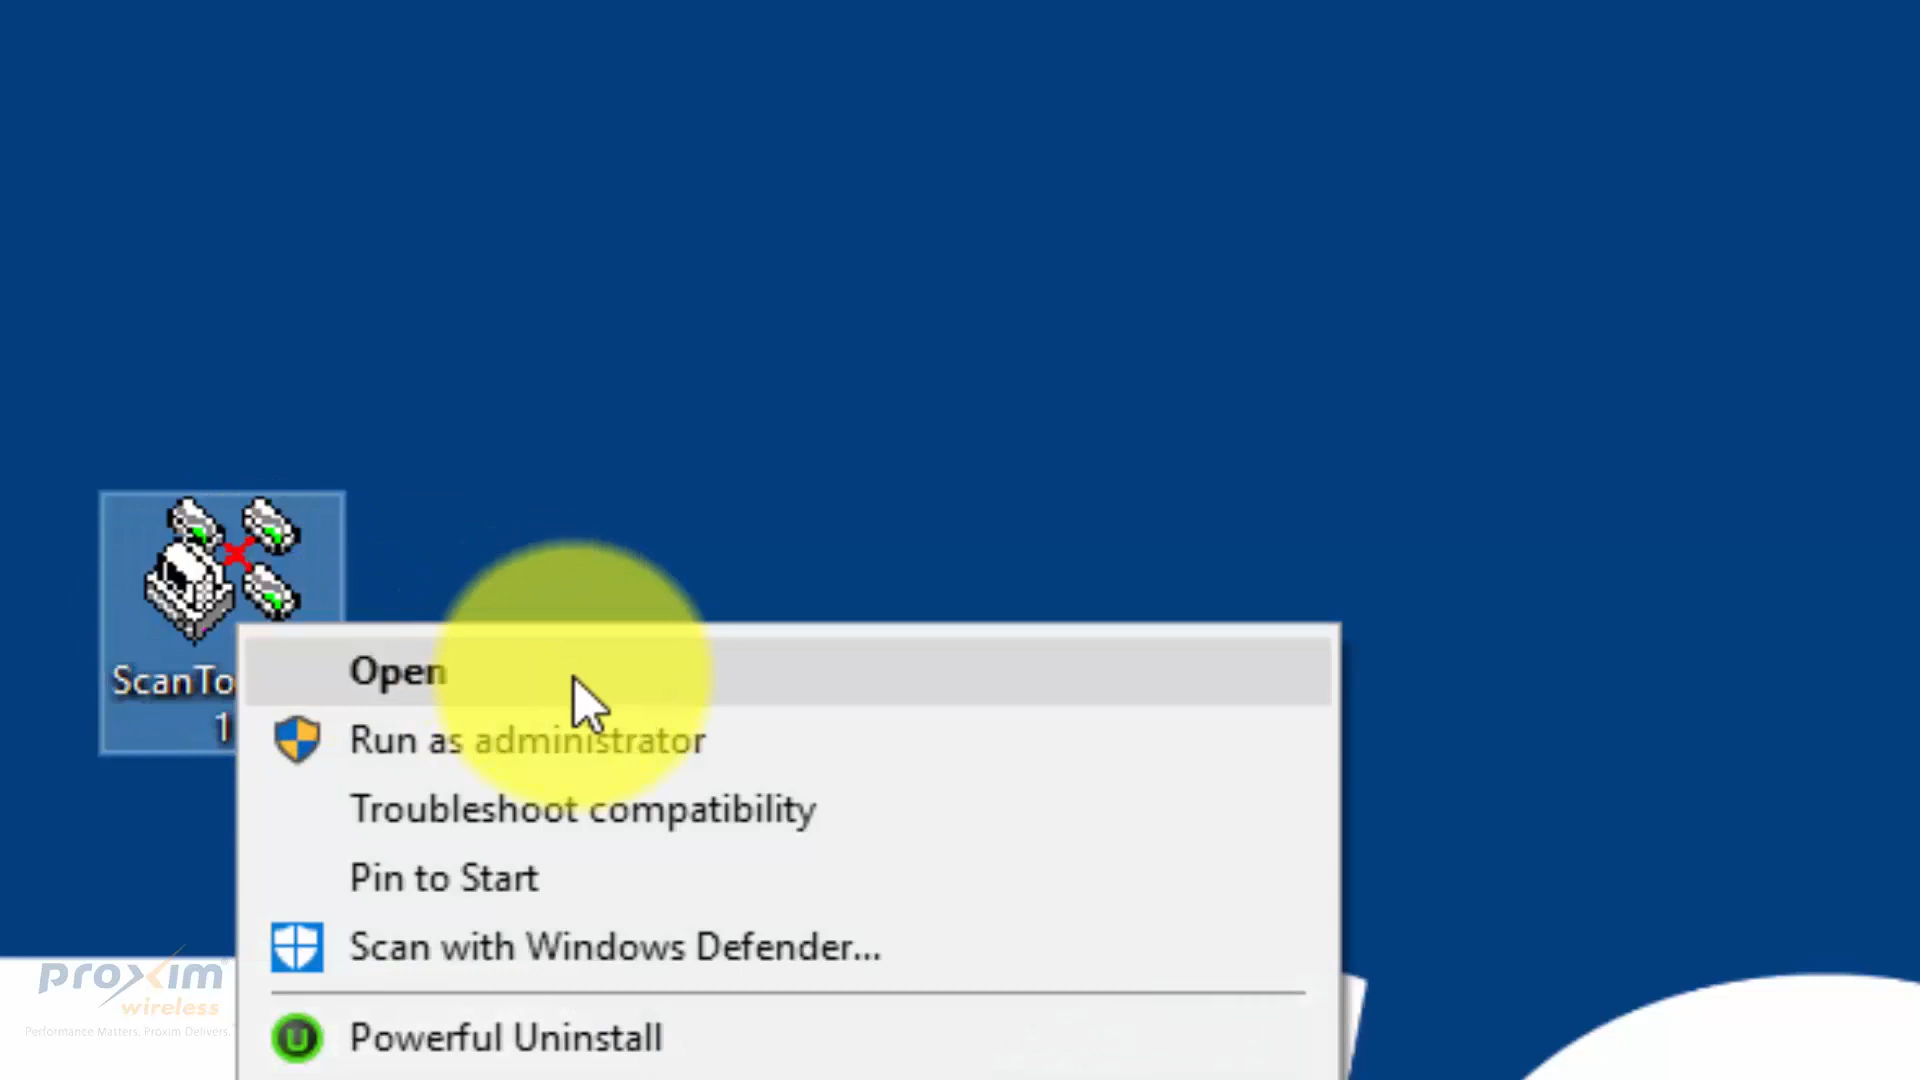 ScanTo
1
Open
Run as administrator
Troubleshoot compatibility
Pin to Start
Scan with Windows Defender...
Powerful Uninstall
proxim
wireless
Performance Matters, Proxim Delivers.